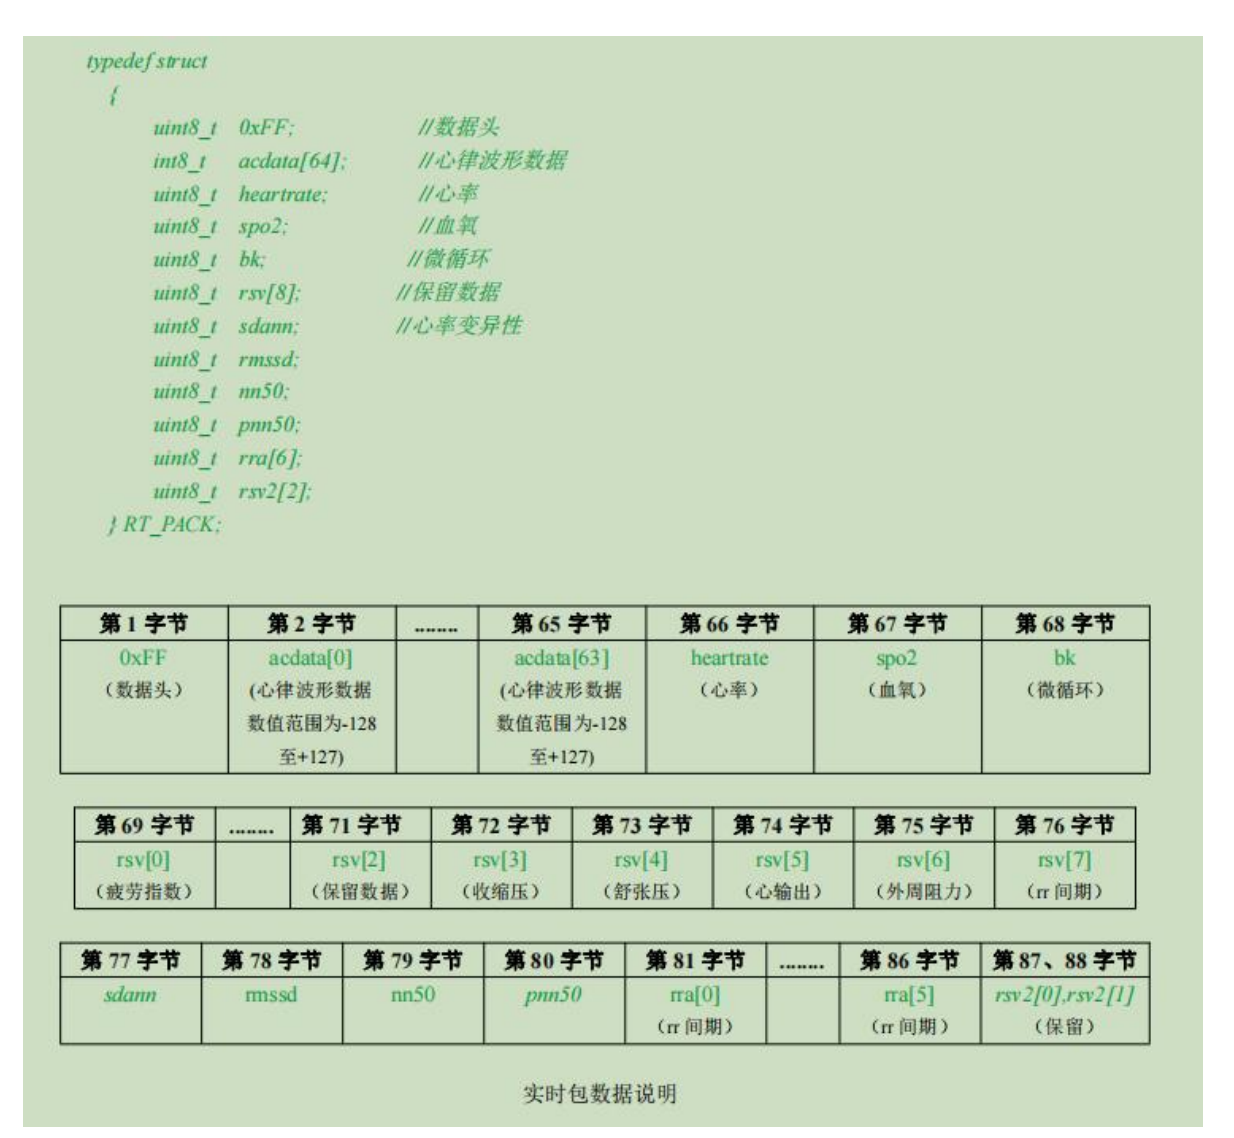 typedef struct
{
uint8_t 0xFF; //数据头
int8_t acdata[64]; //心律波形数据
uint8_t heartrate; //心率
uint8_t spo2; //血氧
uint8_t bk; //微循环
uint8_t rsv[8]; //保留数据
uint8_t sdann; //心率变异性
uint8_t rmssd;
uint8_t nn50;
uint8_t pnn50;
uint8_t rra[6];
uint8_t rsv2[2];
} RT_PACK;
第 1 字节 第 2 字节 ........ 第 65 字节 第 66 字节 第 67 字节 第 68 字节
0xFF acdata[0] acdata[63] heartrate spo2 bk
（数据头） (心律波形数据 (心律波形数据 （心率） （血氧） （微循环）
数值范围为-128 数值范围为-128
至+127) 至+127)
第 69 字节 ........ 第 71 字节 第 72 字节 第 73 字节 第 74 字节 第 75 字节 第 76 字节
rsv[0] rsv[2] rsv[3] rsv[4] rsv[5] rsv[6] rsv[7]
（疲劳指数） （保留数据） （收缩压） （舒张压） （心输出） （外周阻力） （rr 间期）
第 77 字节 第 78 字节 第 79 字节 第 80 字节 第 81 字节 ........ 第 86 字节 第 87、88 字节
sdann rmssd nn50 pnn50 rra[0] rra[5] rsv2[0],rsv2[1]
（rr 间期） （rr 间期） （保留）
实时包数据说明